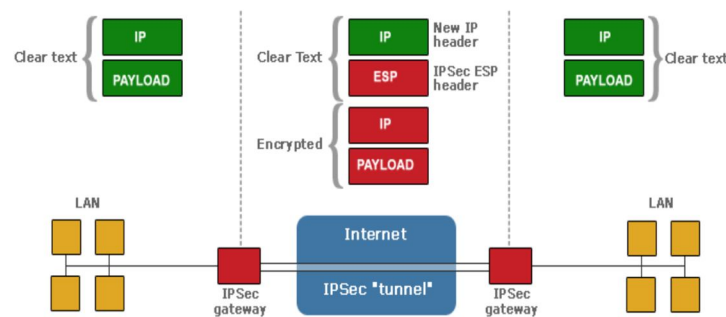 Clear text
IP
PAYLOAD
Clear Text
IP
New IP
header
ESP
IPSec ESP
header
Encrypted
IP
PAYLOAD
IP
PAYLOAD
Clear text
LAN
IPSec
gateway
Internet
IPSec "tunnel"
IPSec
gateway
LAN